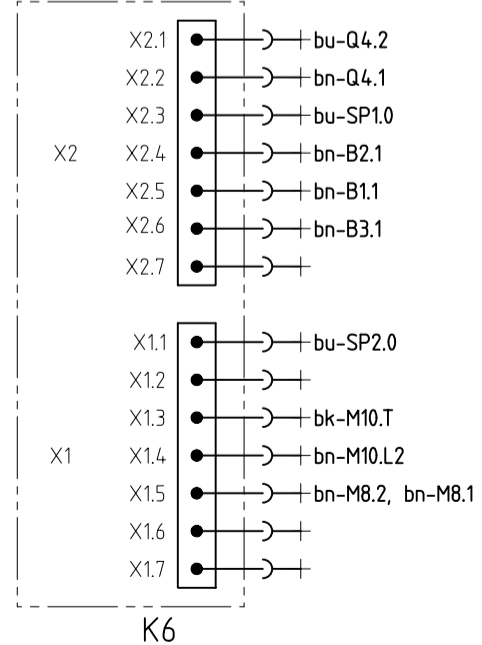 X2.1 bu-Q4.2
X2.2 bn-Q4.1
X2.3 bu-SP1.0
X2 X2.4 bn-B2.1
X2.5 bn-B1.1
X2.6 bn-B3.1
X2.7
X1.1 bu-SP2.0
X1.2
X1.3 bk-M10.T
X1 X1.4 bn-M10.L2
X1.5 bn-M8.2, bn-M8.1
X1.6
X1.7
K6